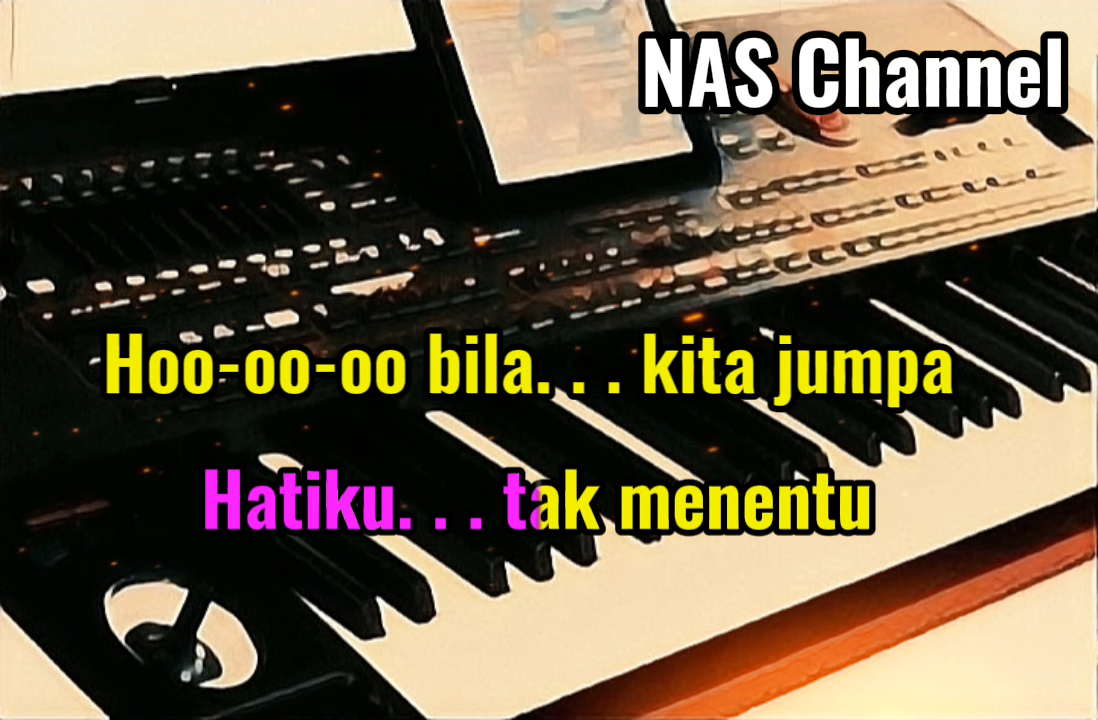 NAS Channel
Hoo-oo-oo bila. . . kita jumpa
Hatiku. . . tak menentu